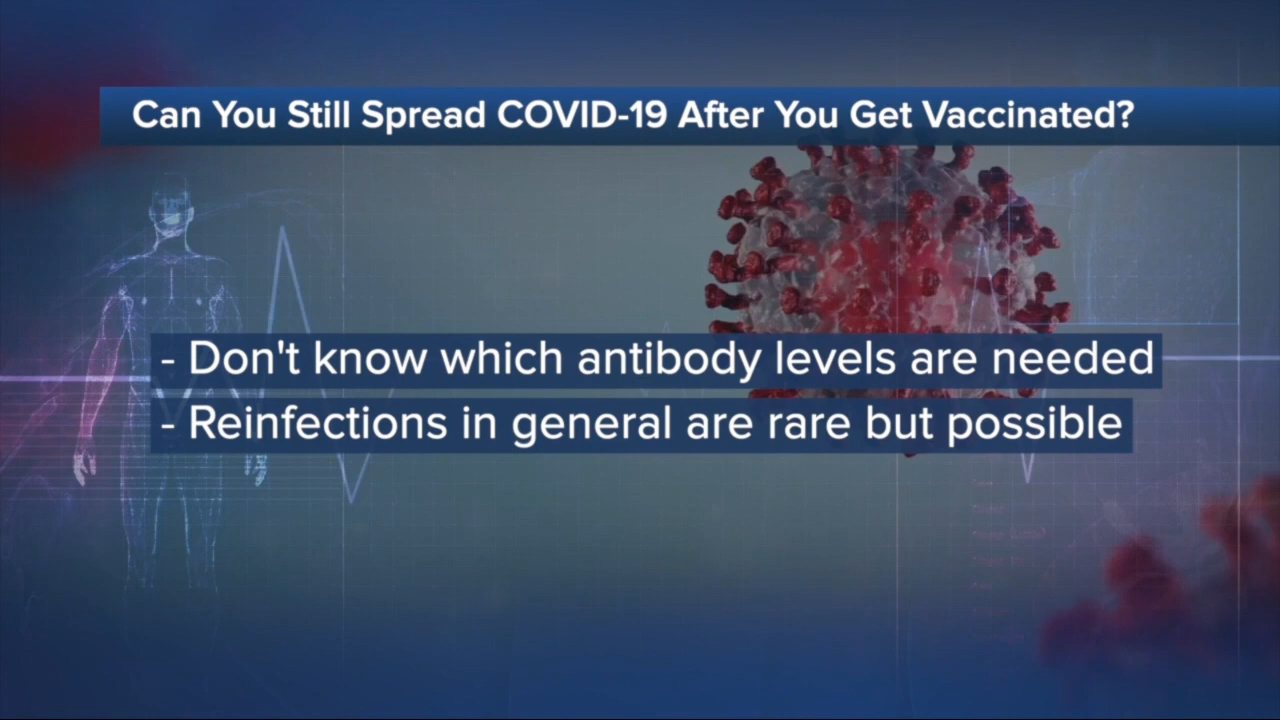 Can You Still Spread COVID-19 After You Get Vaccinated?
- Don't know which antibody levels are needed
- Reinfections in general are rare but possible